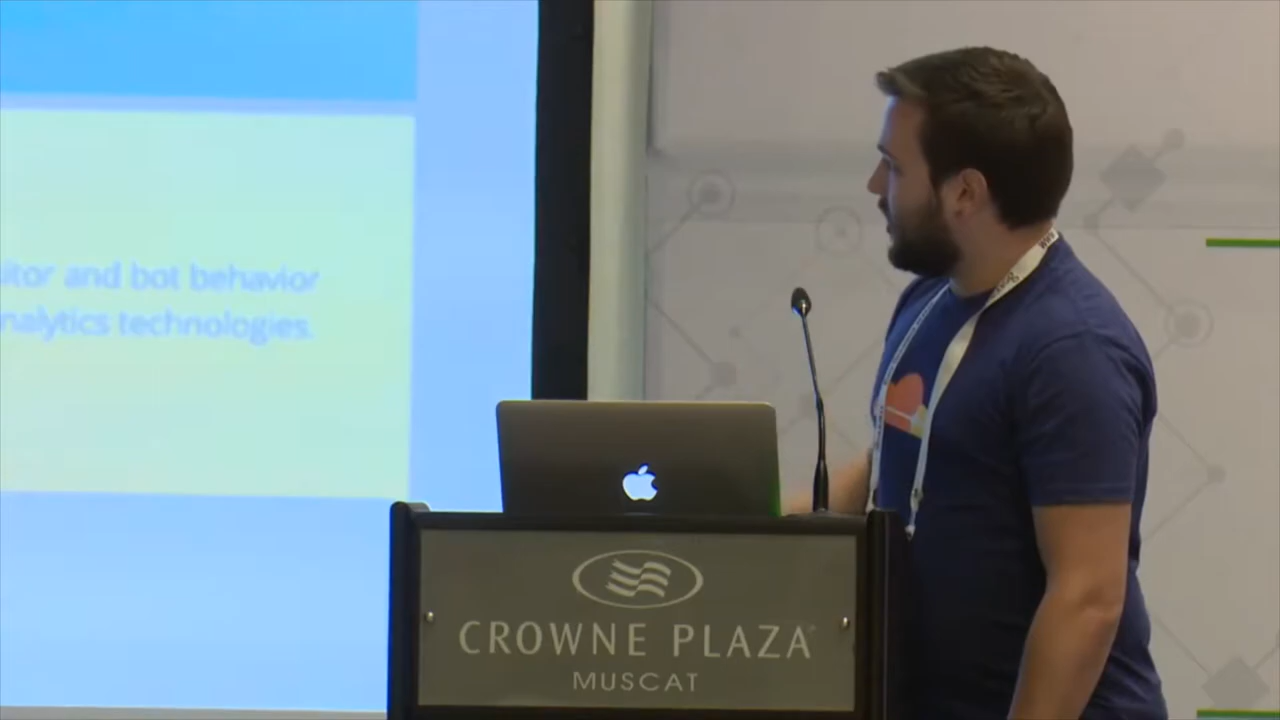 itor and bot behavior
nalytics technologies.
CROWNE PLAZA
MUSCAT